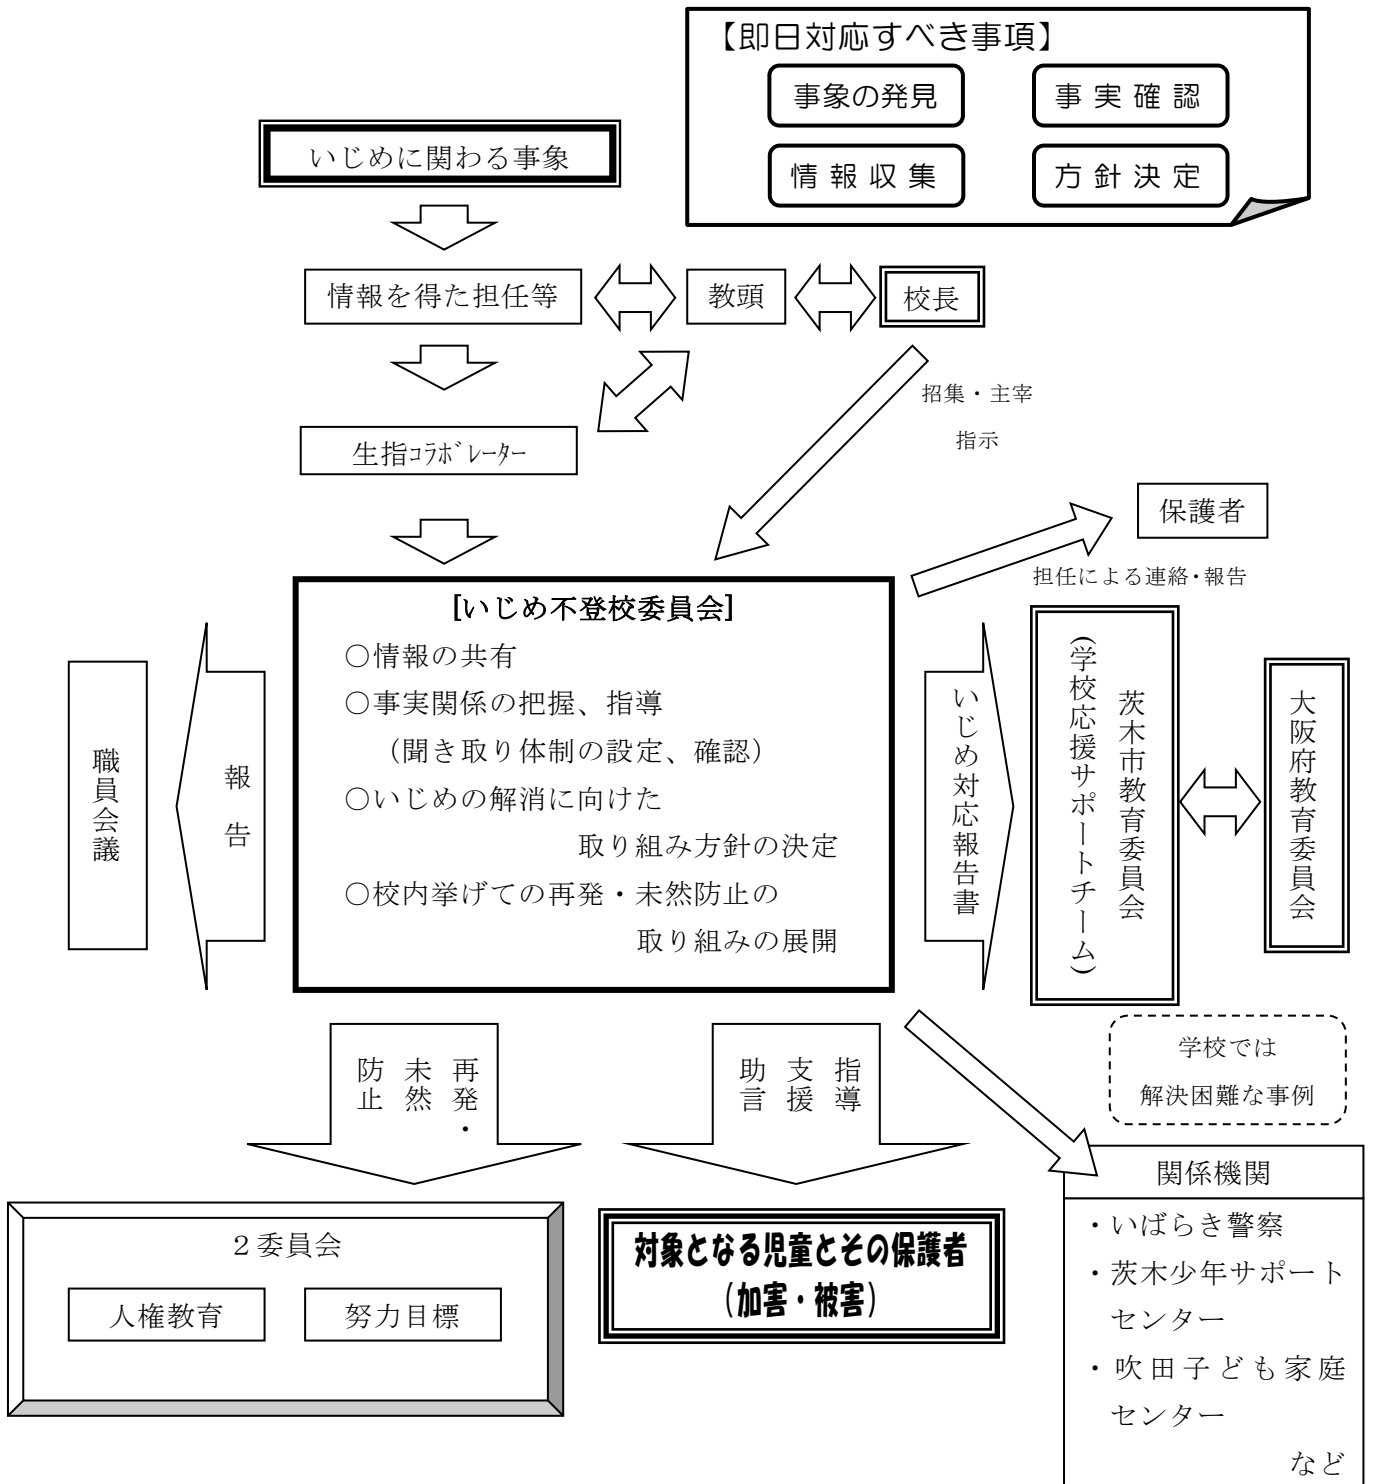 【即日対応すべき事項】
事象の発見
事実確認
情報収集
方針決定
いじめに関わる事象
情報を得た担任等
教頭
校長
招集・主宰
指示
生指ｺﾗﾎﾞﾚｰﾀｰ
保護者
担任による連絡・報告
[いじめ不登校委員会]
○情報の共有
○事実関係の把握、指導
（聞き取り体制の設定、確認）
○いじめの解消に向けた
取り組み方針の決定
○校内挙げての再発・未然防止の
取り組みの展開
報告
職員会議
いじめ対応報告書
茨木市教育委員会
(学校応援サポートチーム)
大阪府教育委員会
再発・
未然
防止
指導
支援
助言
学校では
解決困難な事例
２委員会
人権教育
努力目標
対象となる児童とその保護者
（加害・被害）
関係機関
・いばらき警察
・茨木少年サポート
センター
・吹田子ども家庭
センター
など